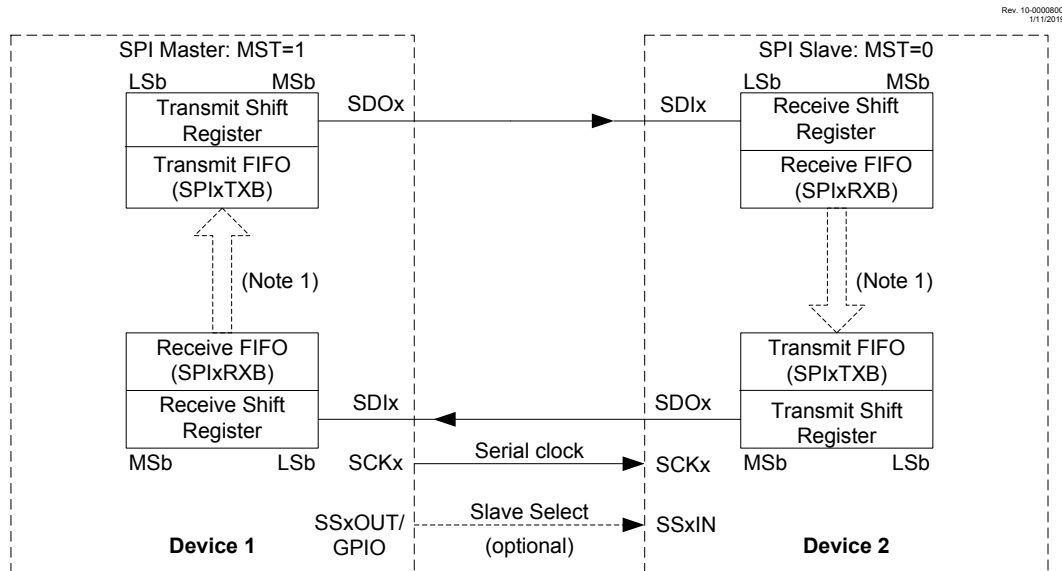 Rev. 10-000080C
1/11/2019
SPI Master: MST=1
LSb MSb
Transmit Shift
Register
Transmit FIFO
(SPIxTXB)
SDOx
(Note 1)
Receive FIFO
(SPIxRXB)
Receive Shift
Register
MSb LSb
SDIx
SCKx
SSxOUT/
GPIO
Device 1
Serial clock
Slave Select
(optional)
SPI Slave: MST=0
SDIx
LSb MSb
Receive Shift
Register
Receive FIFO
(SPIxRXB)
(Note 1)
Transmit FIFO
(SPIxTXB)
Transmit Shift
Register
MSb LSb
SDOx
SCKx
SSxIN
Device 2